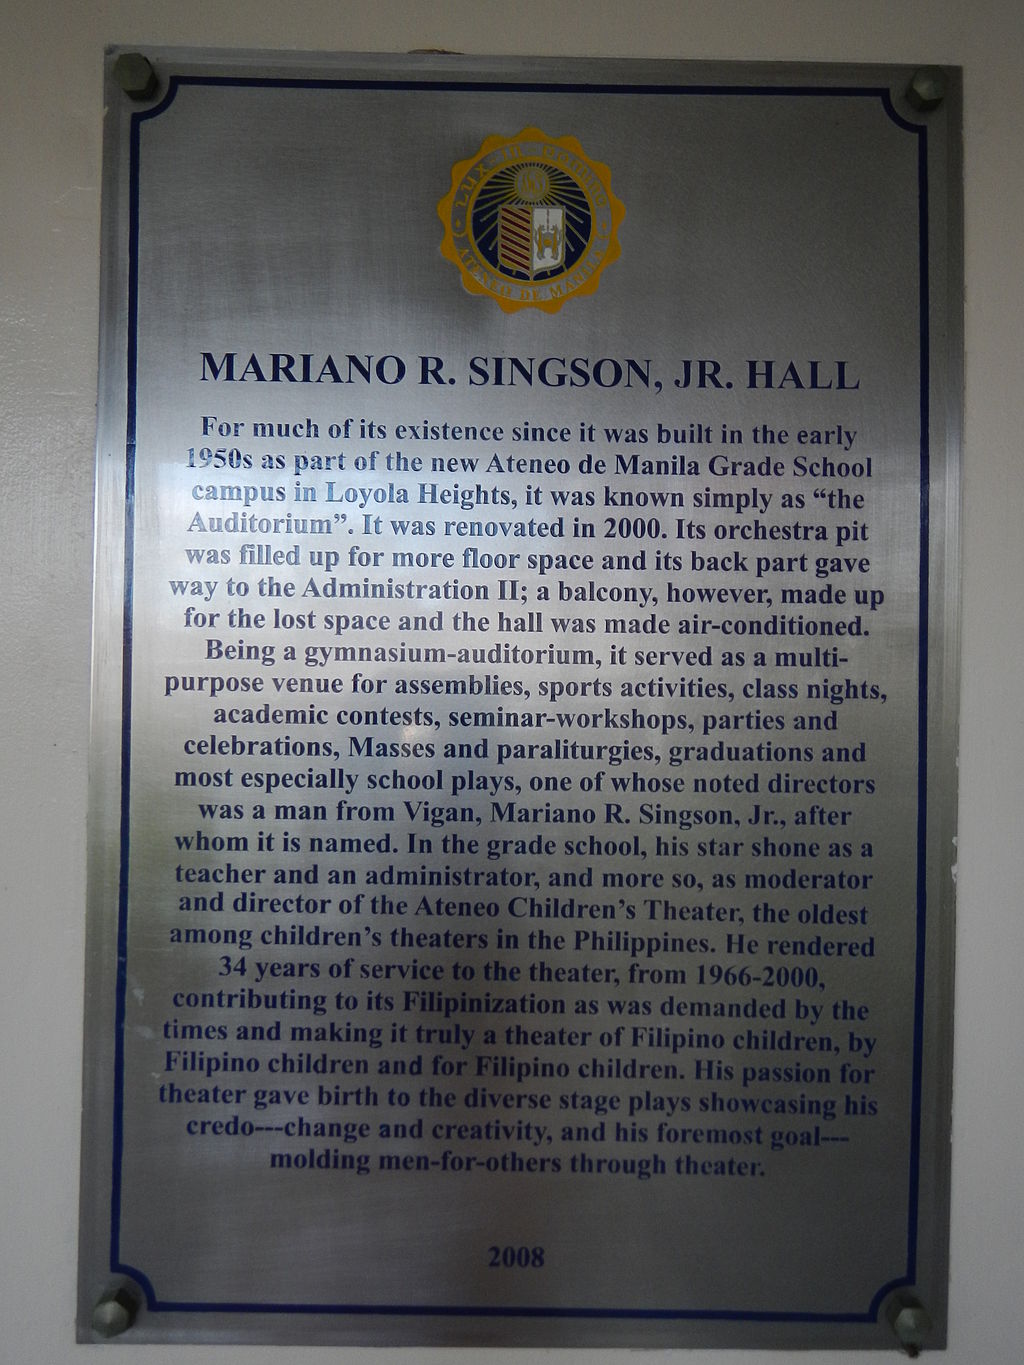 Lux-in-Domino
ATENEO DE MANILA
MARIANO R. SINGSON, JR. HALL
For much of its existence since it was built in the early
1950s as part of the new Ateneo de Manila Grade School
campus in Loyola Heights, it was known simply as “the
Auditorium”. It was renovated in 2000. Its orchestra pit
was filled up for more floor space and its back part gave
way to the Administration II; a balcony, however, made up
for the lost space and the hall was made air-conditioned.
Being a gymnasium-auditorium, it served as a multi-
purpose venue for assemblies, sports activities, class nights,
academic contests, seminar-workshops, parties and
celebrations, Masses and paraliturgies, graduations and
most especially school plays, one of whose noted directors
was a man from Vigan, Mariano R. Singson, Jr., after
whom it is named. In the grade school, his star shone as a
teacher and an administrator, and more so, as moderator
and director of the Ateneo Children’s Theater, the oldest
among children’s theaters in the Philippines. He rendered
34 years of service to the theater, from 1966-2000,
contributing to its Filipinization as was demanded by the
times and making it truly a theater of Filipino children, by
Filipino children and for Filipino children. His passion for
theater gave birth to the diverse stage plays showcasing his
credo---change and creativity, and his foremost goal---
molding men-for-others through theater.
2008